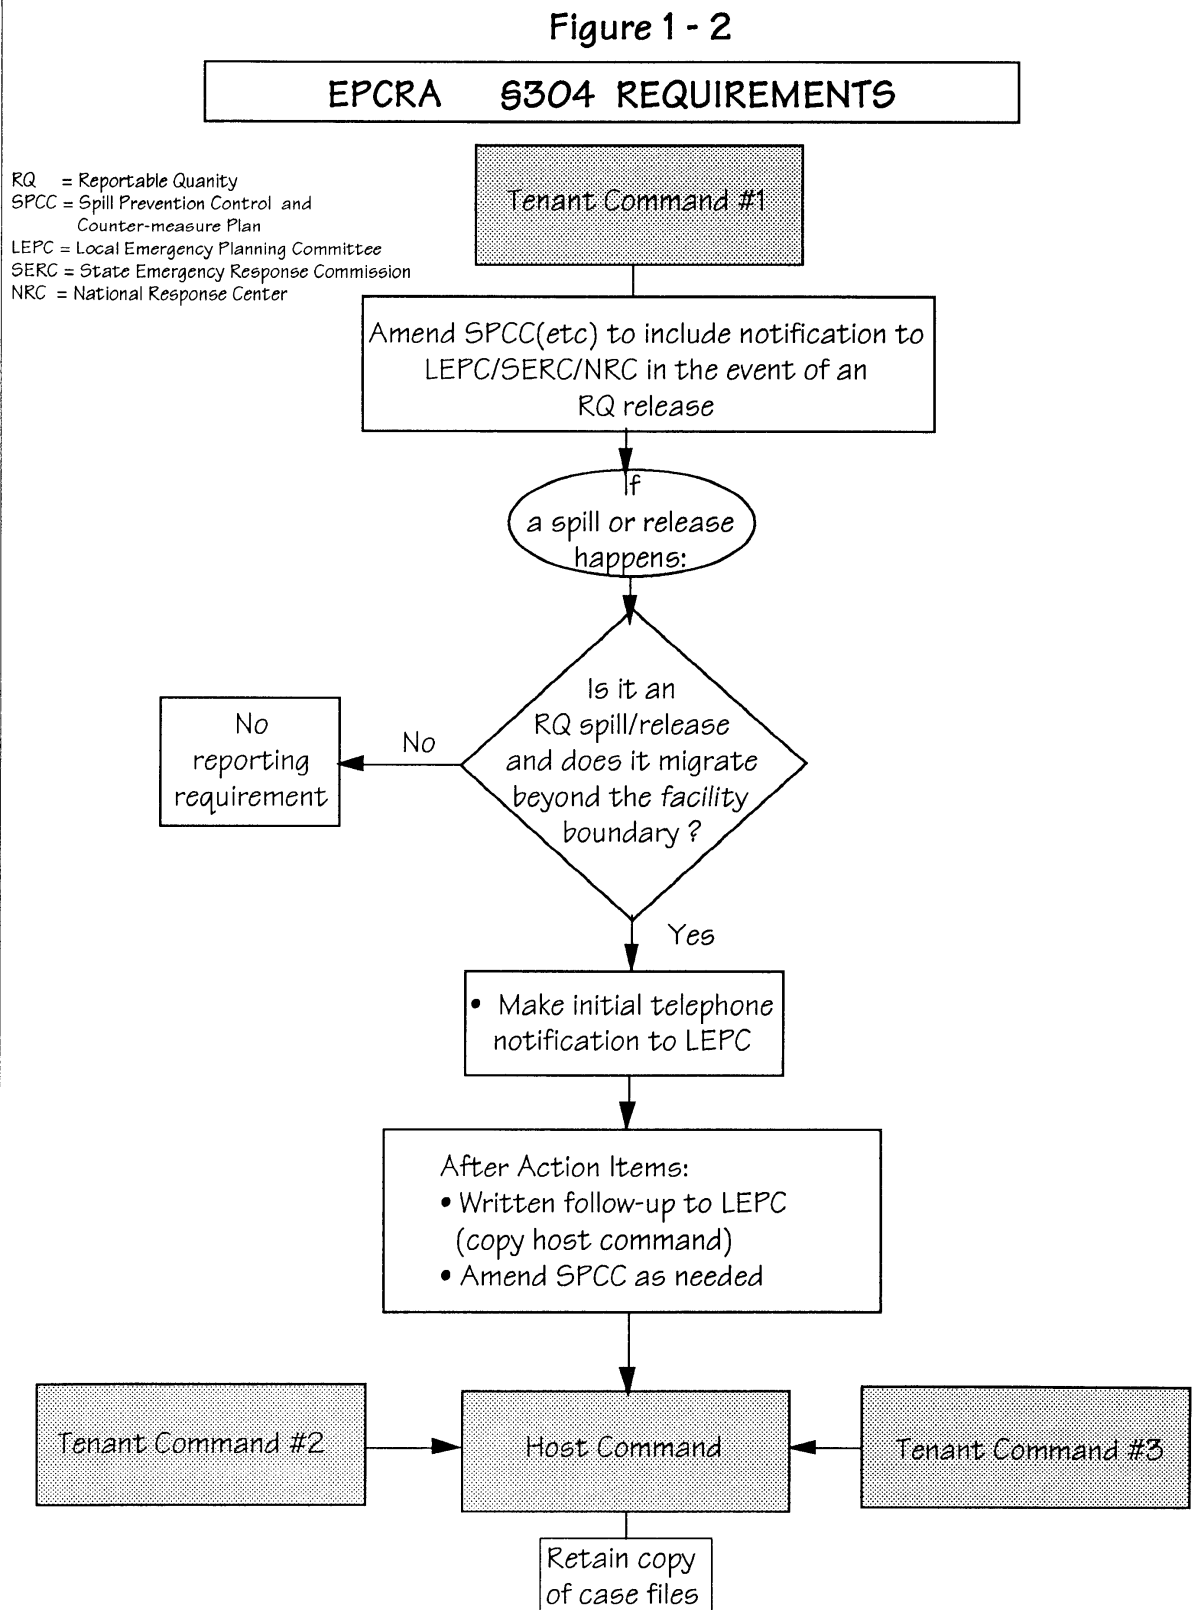 Figure 1 - 2
EPCRA §304 REQUIREMENTS
RQ = Reportable Quanity
SPCC = Spill Prevention Control and
Counter-measure Plan
LEPC = Local Emergency Planning Committee
SERC = State Emergency Response Commission
NRC = National Response Center
Tenant Command #1
Amend SPCC(etc) to include notification to
LEPC/SERC/NRC in the event of an
RQ release
If
a spill or release
happens:
Is it an
RQ spill/release
and does it migrate
beyond the facility
boundary ?
No
No
reporting
requirement
Yes
• Make initial telephone
notification to LEPC
After Action Items:
• Written follow-up to LEPC
(copy host command)
• Amend SPCC as needed
Tenant Command #2
Host Command
Tenant Command #3
Retain copy
of case files